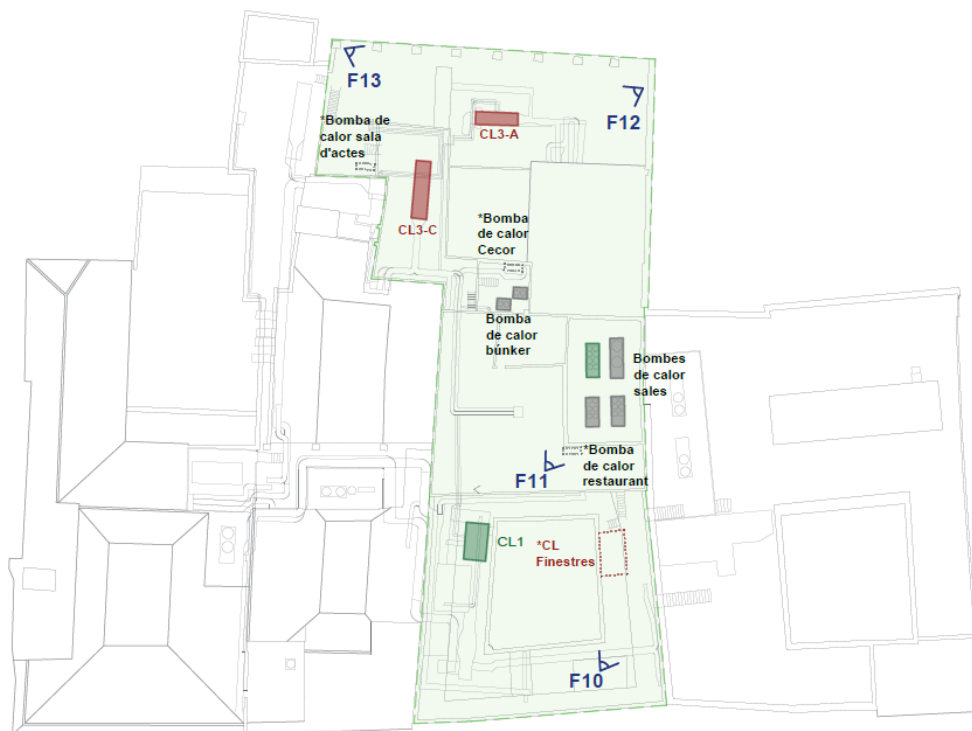 F13
F12
*Bomba de
calor sala
d'actes
CL3-A
CL3-C
*Bomba
de calor
Cecor
Bomba
de calor
búnker
Bombes
de calor
sales
*Bomba
de calor
restaurant
F11
CL1
*CL
Finestres
F10